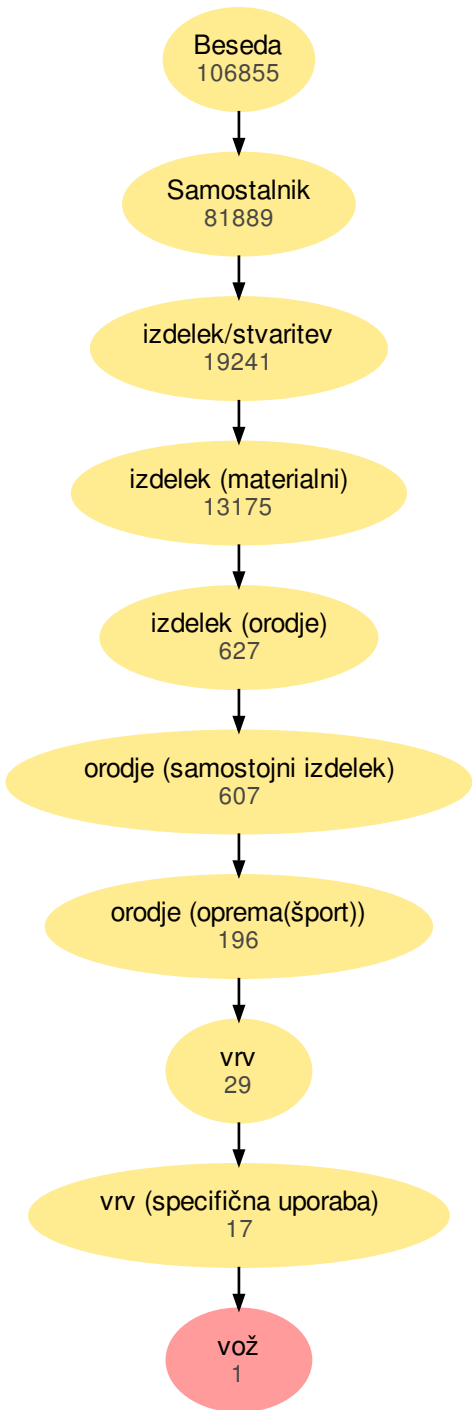 Beseda
106855
Samostalnik
81889
izdelek/stvaritev
19241
izdelek (materialni)
13175
izdelek (orodje)
627
orodje (samostojni izdelek)
607
orodje (oprema(šport))
196
vrv
29
vrv (specifična uporaba)
17
vož
1